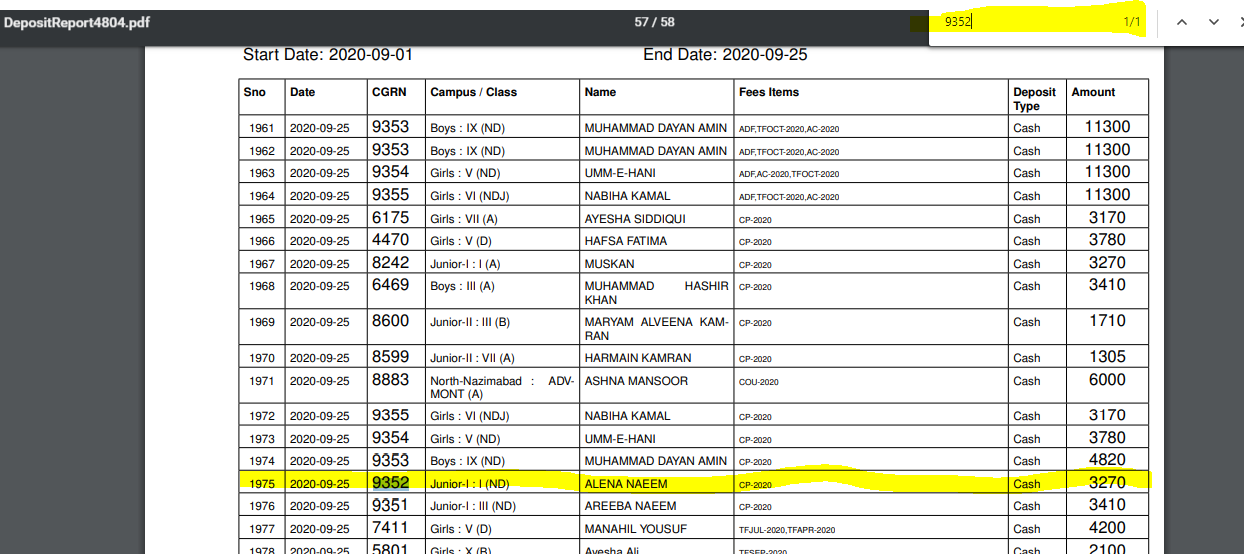 DepositReport4804.pdf 57 / 58 9352 1/1
Start Date: 2020-09-01 End Date: 2020-09-25
Sno Date CGRN Campus / Class Name Fees Items Deposit Type Amount
1961 2020-09-25 9353 Boys : IX (ND) MUHAMMAD DAYAN AMIN ADF,TFOCT-2020,AC-2020 Cash 11300
1962 2020-09-25 9353 Boys : IX (ND) MUHAMMAD DAYAN AMIN ADF,TFOCT-2020,AC-2020 Cash 11300
1963 2020-09-25 9354 Girls : V (ND) UMM-E-HANI ADF,AC-2020,TFOCT-2020 Cash 11300
1964 2020-09-25 9355 Girls : VI (NDJ) NABIHA KAMAL ADF,TFOCT-2020,AC-2020 Cash 11300
1965 2020-09-25 6175 Girls : VII (A) AYESHA SIDDIQUI CP-2020 Cash 3170
1966 2020-09-25 4470 Girls : V (D) HAFSA FATIMA CP-2020 Cash 3780
1967 2020-09-25 8242 Junior-I : I (A) MUSKAN CP-2020 Cash 3270
1968 2020-09-25 6469 Boys : III (A) MUHAMMAD HASHIR CP-2020 Cash 3410
KHAN
1969 2020-09-25 8600 Junior-II : III (B) MARYAM ALVEENA KAM- CP-2020 Cash 1710
RAN
1970 2020-09-25 8599 Junior-II : VII (A) HARMAIN KAMRAN CP-2020 Cash 1305
1971 2020-09-25 8883 North-Nazimabad : ADV- ASHNA MANSOOR COU-2020 Cash 6000
MONT (A)
1972 2020-09-25 9355 Girls : VI (NDJ) NABIHA KAMAL CP-2020 Cash 3170
1973 2020-09-25 9354 Girls : V (ND) UMM-E-HANI CP-2020 Cash 3780
1974 2020-09-25 9353 Boys : IX (ND) MUHAMMAD DAYAN AMIN CP-2020 Cash 4820
1975 2020-09-25 9352 Junior-I : I (ND) ALENA NAEEM CP-2020 Cash 3270
1976 2020-09-25 9351 Junior-I : III (ND) AREEBA NAEEM CP-2020 Cash 3410
1977 2020-09-25 7411 Girls : V (D) MANAHIL YOUSUF TFJUL-2020,TFAPR-2020 Cash 4200
1978 2020-09-25 5801 Girls : X (B) Ayesha Ali TFSEP-2020 Cash 2100